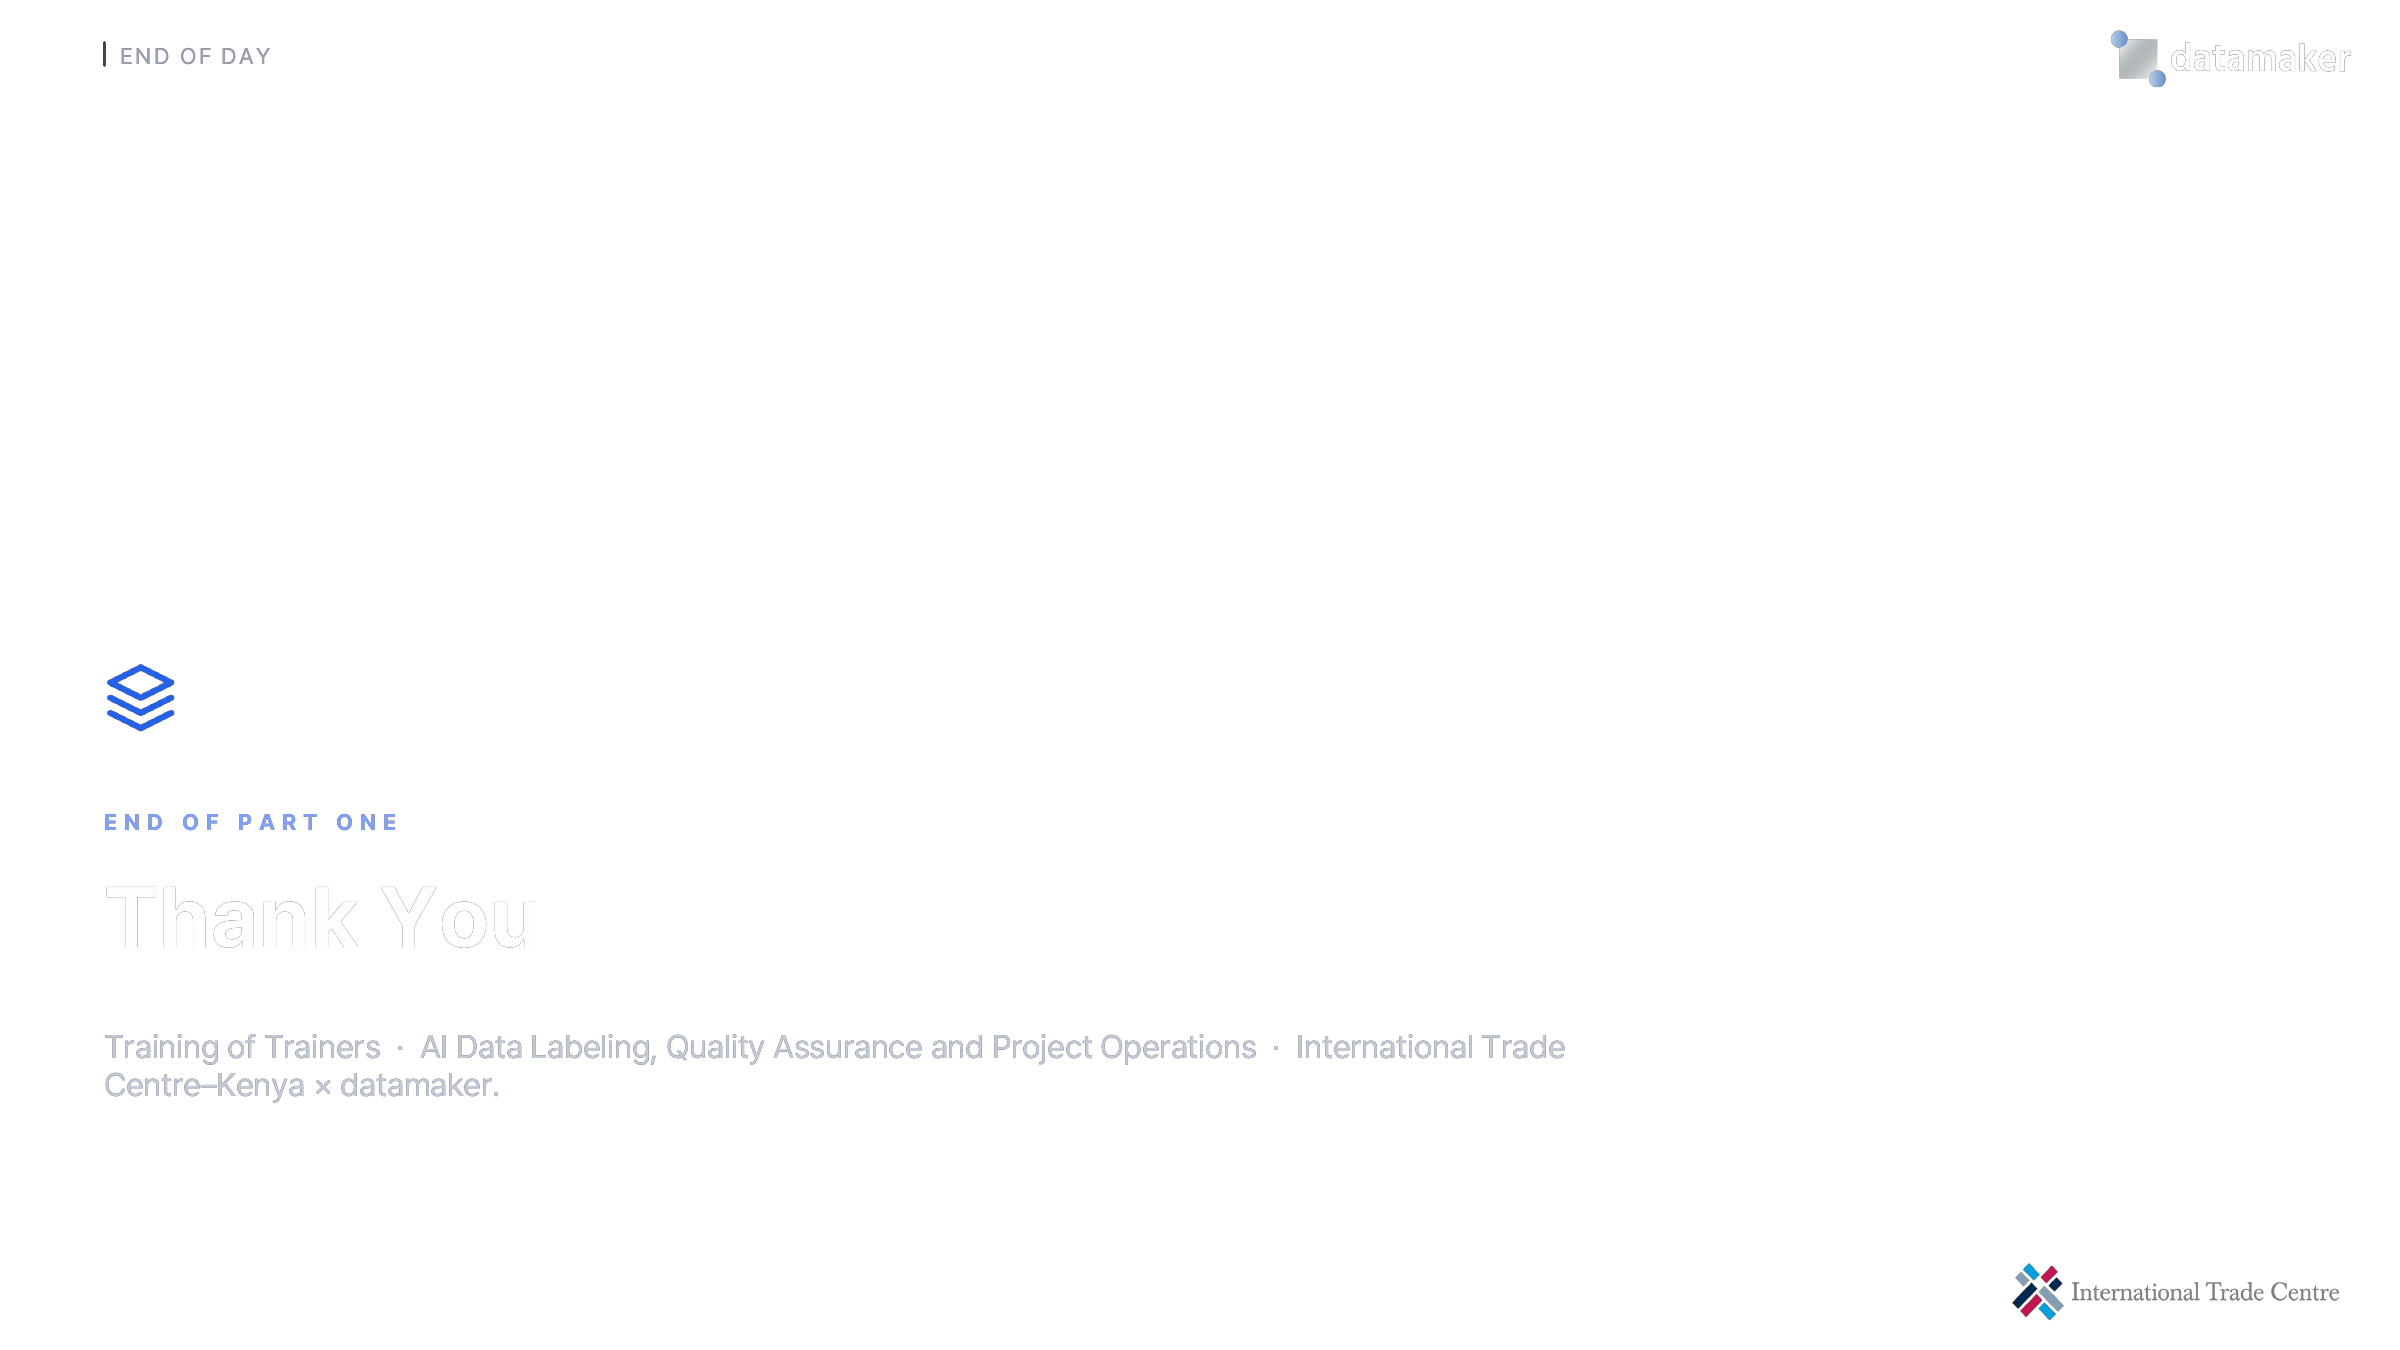 END OF DAY
datamaker
END OF PART ONE
Thank You
Training of Trainers · AI Data Labeling, Quality Assurance and Project Operations · International Trade
Centre–Kenya × datamaker.
International Trade Centre